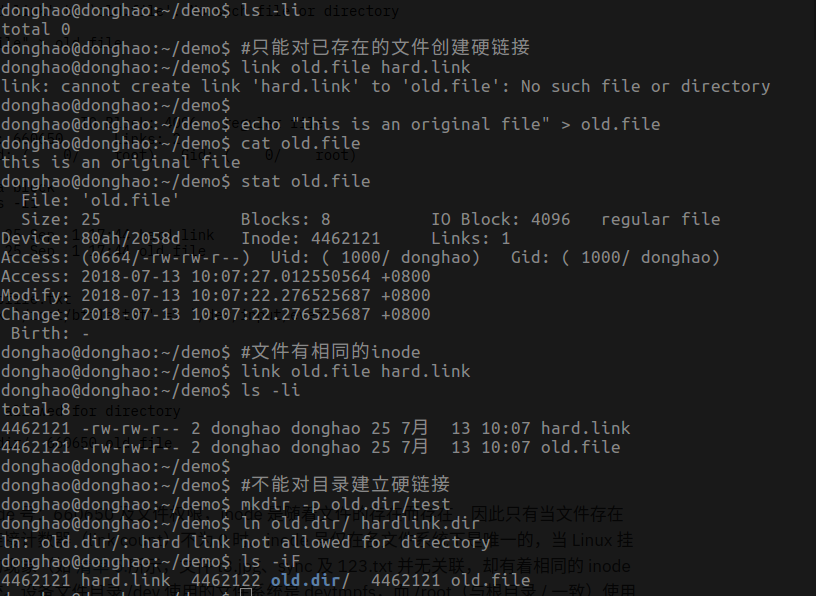 donghao@donghao:~/demo$ ls -li
total 0
donghao@donghao:~/demo$ #只能对已存在的文件创建硬链接
donghao@donghao:~/demo$ link old.file hard.link
link: cannot create link 'hard.link' to 'old.file': No such file or directory
donghao@donghao:~/demo$
donghao@donghao:~/demo$ echo "this is an original file" > old.file
donghao@donghao:~/demo$ cat old.file
this is an original file
donghao@donghao:~/demo$ stat old.file
  File: 'old.file'
  Size: 25        	Blocks: 8          IO Block: 4096   regular file
Device: 801h/2049d	Inode: 4462121     Links: 1
Access: (0664/-rw-rw-r--)  Uid: ( 1000/ donghao)   Gid: ( 1000/ donghao)
Access: 2018-07-13 10:07:27.012550564 +0800
Modify: 2018-07-13 10:07:22.276525687 +0800
Change: 2018-07-13 10:07:22.276525687 +0800
 Birth: -
donghao@donghao:~/demo$ #文件有相同的inode
donghao@donghao:~/demo$ link old.file hard.link
donghao@donghao:~/demo$ ls -li
total 8
4462121 -rw-rw-r-- 2 donghao donghao 25 7月  13 10:07 hard.link
4462121 -rw-rw-r-- 2 donghao donghao 25 7月  13 10:07 old.file
donghao@donghao:~/demo$
donghao@donghao:~/demo$ #不能对目录建立硬链接
donghao@donghao:~/demo$ mkdir -p old.dir/test
donghao@donghao:~/demo$ ln old.dir/ hardlink.dir
ln: old.dir/: hard link not allowed for directory
donghao@donghao:~/demo$ ls -iF
4462121 hard.link  4462122 old.dir/  4462121 old.file
donghao@donghao:~/demo$